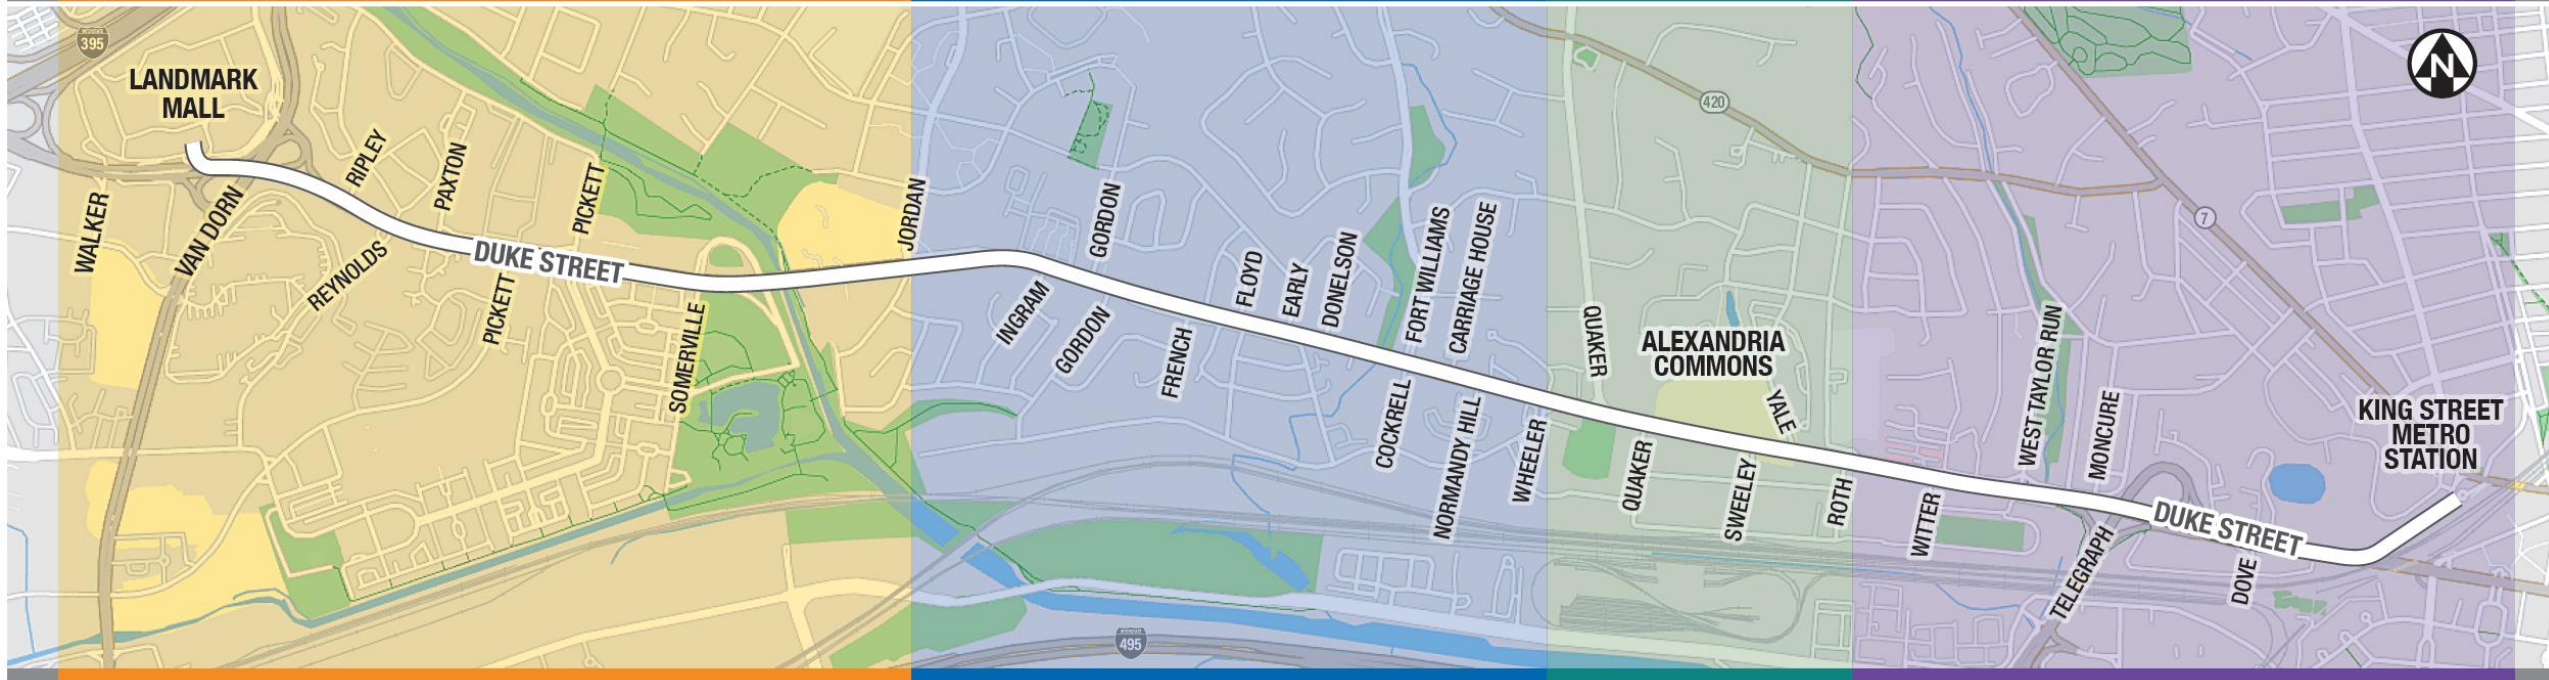 395
LANDMARK
MALL
WALKER
VAN DORN
RIPLEY
REYNOLDS
PAXTON
DUKE STREET
PICKETT
PICKETT
SOMERVILLE
JORDAN
INGRAM
GORDON
GORDON
FRENCH
FLOYD
EARLY
DONELSON
COCKRELL
FORT WILLIAMS
CARRIAGE HOUSE
NORMANDY HILL
WHEELER
495
QUAKER
QUAKER
ALEXANDRIA
COMMONS
420
YALE
SWEELEY
ROTH
WITTER
WEST TAYLOR RUN
MONCURE
TELEGRAPH
7
DUKE STREET
DOVE
KING STREET
METRO
STATION
N